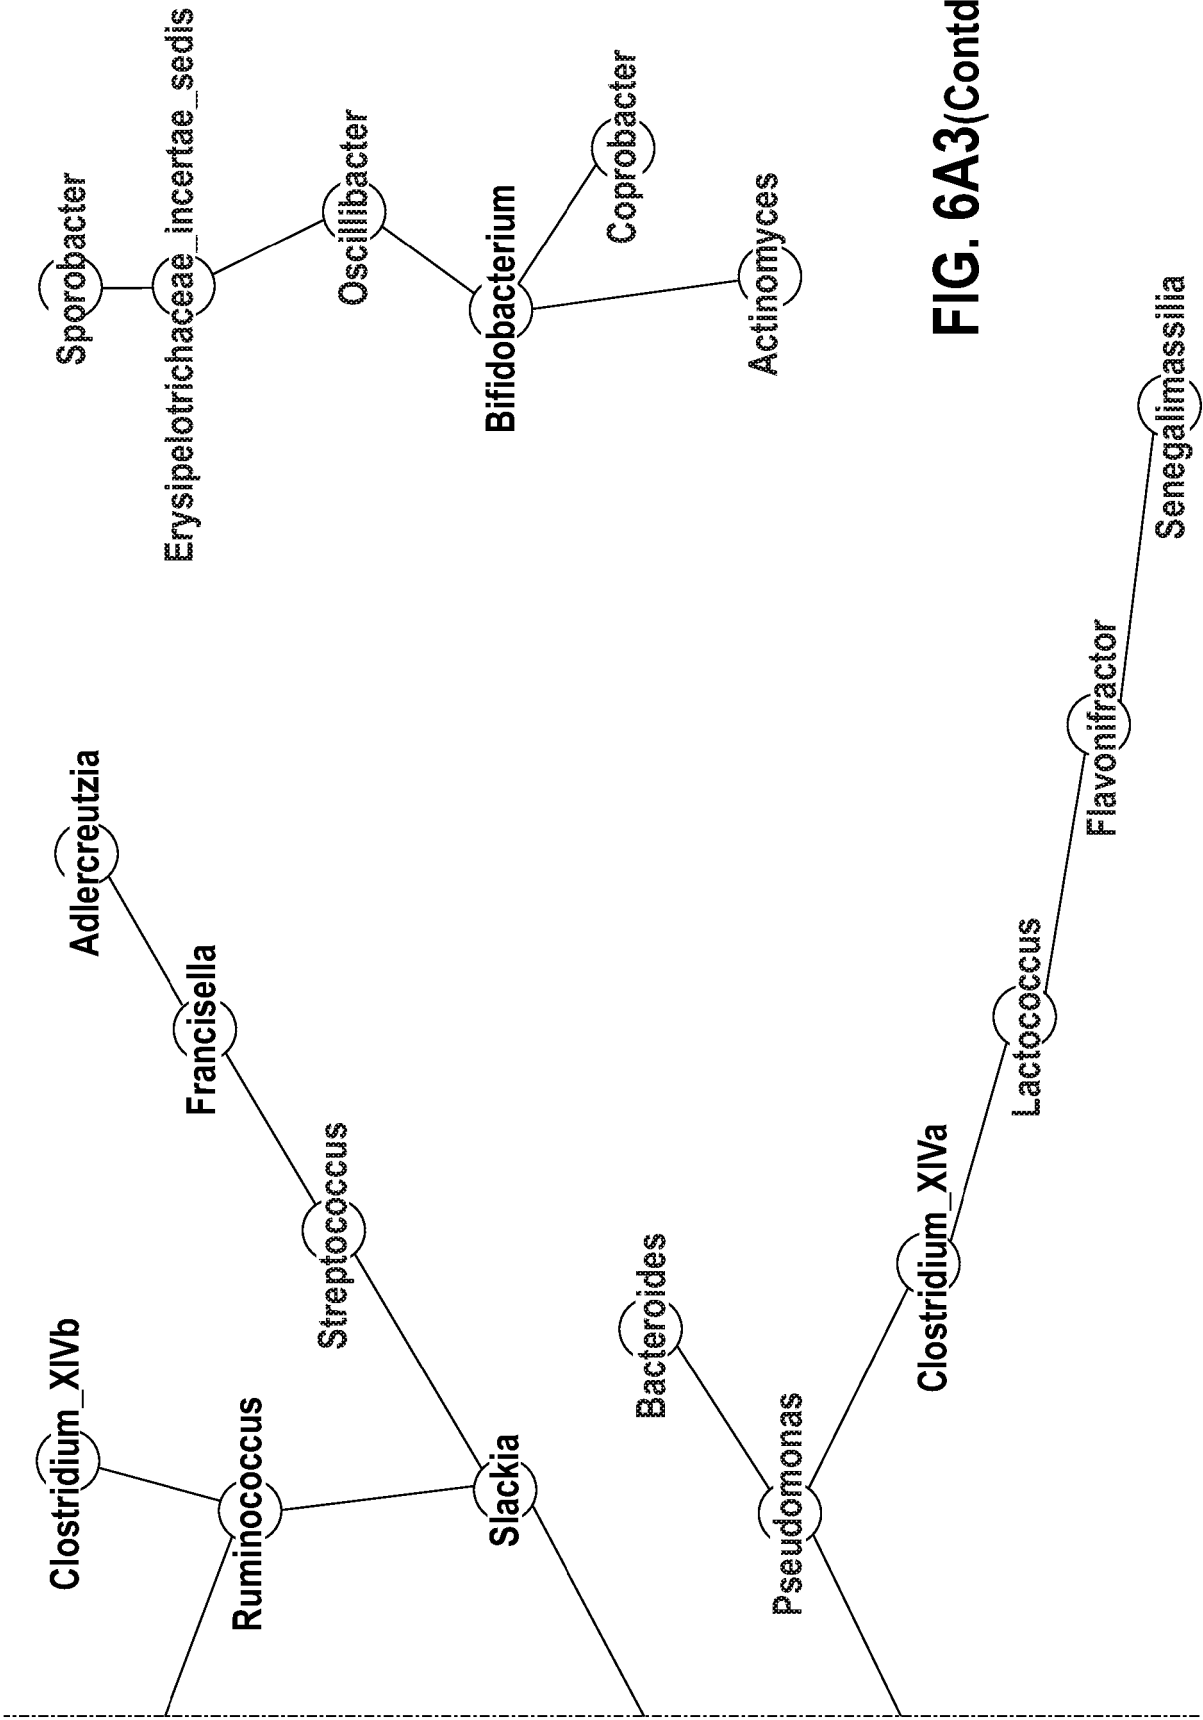 Clostridium_XIVb
Ruminococcus
Slackia
Streptococcus
Francisella
Adlercreutzia
Sporobacter
Erysipelotrichaceae_incertae_sedis
Oscillibacter
Bifidobacterium
Coprobacter
Actinomyces
Bacteroides
Pseudomonas
Clostridium_XIVa
Lactococcus
Flavonifractor
Senegalimassilia
FIG. 6A3(Contd